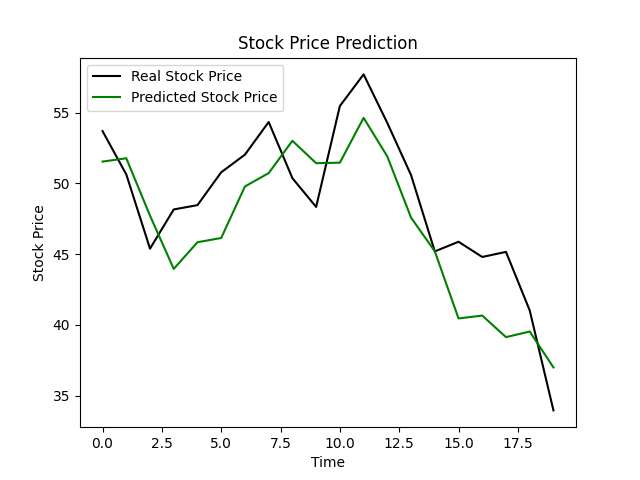 Stock Price Prediction
Real Stock Price
Predicted Stock Price
55
50
45
40
35
Stock Price
0.0 2.5 5.0 7.5 10.0 12.5 15.0 17.5
Time